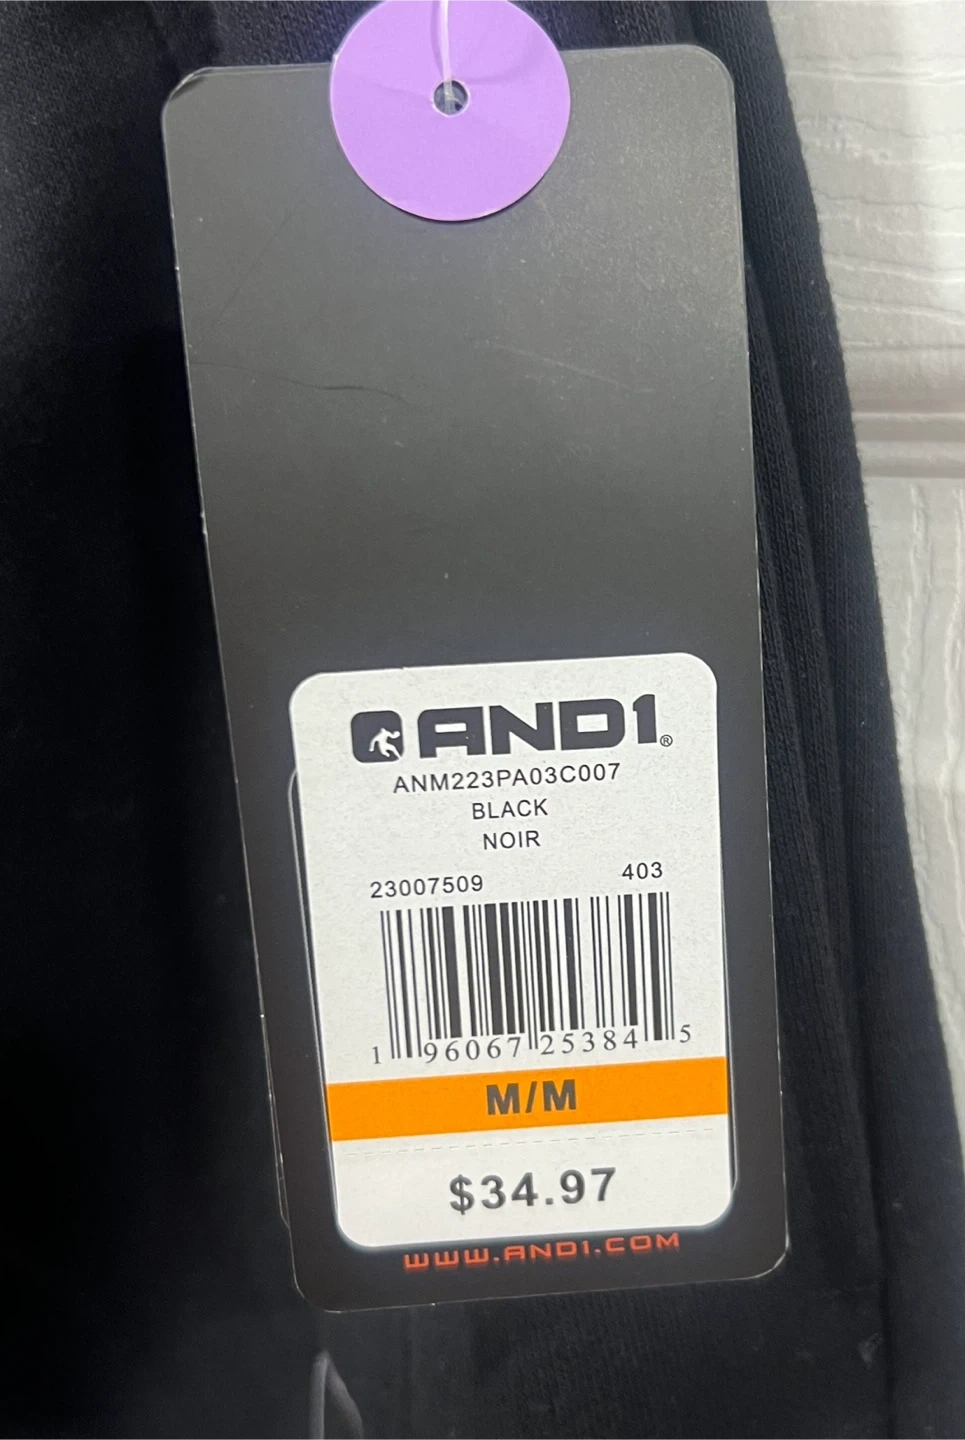 AND1®
ANM223PA03C007
BLACK
NOIR
23007509 403
1 96067 25384 5
M/M
$34.97
WWW.AND1.COM